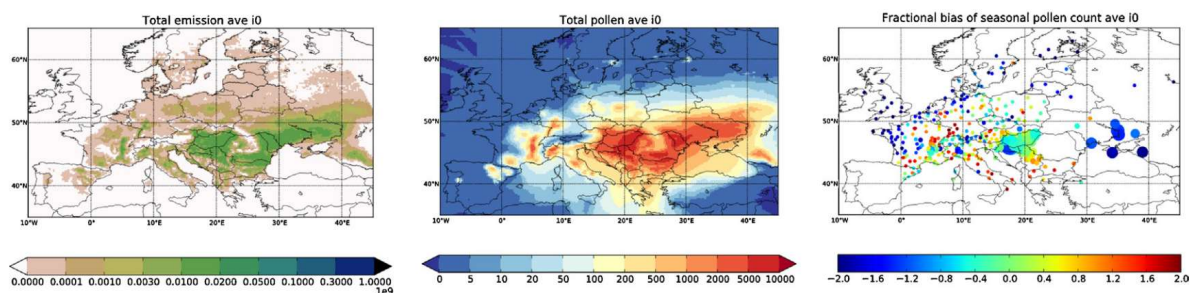 Total emission ave i0
60°N
50°N
40°N
10°W 0° 10°E 20°E 30°E 40°E
0.0000 0.0001 0.0010 0.0030 0.0100 0.0500 0.1000 0.3000 1.0000
1e9
Total pollen ave i0
60°N
50°N
40°N
10°W 0° 10°E 20°E 30°E 40°E
0 5 10 20 50 100 200 500 1000 2000 5000 10000
Fractional bias of seasonal pollen count ave i0
60°N
50°N
40°N
10°W 0° 10°E 20°E 30°E 40°E
−2.0 −1.6 −1.2 −0.8 −0.4 0.0 0.4 0.8 1.2 1.6 2.0